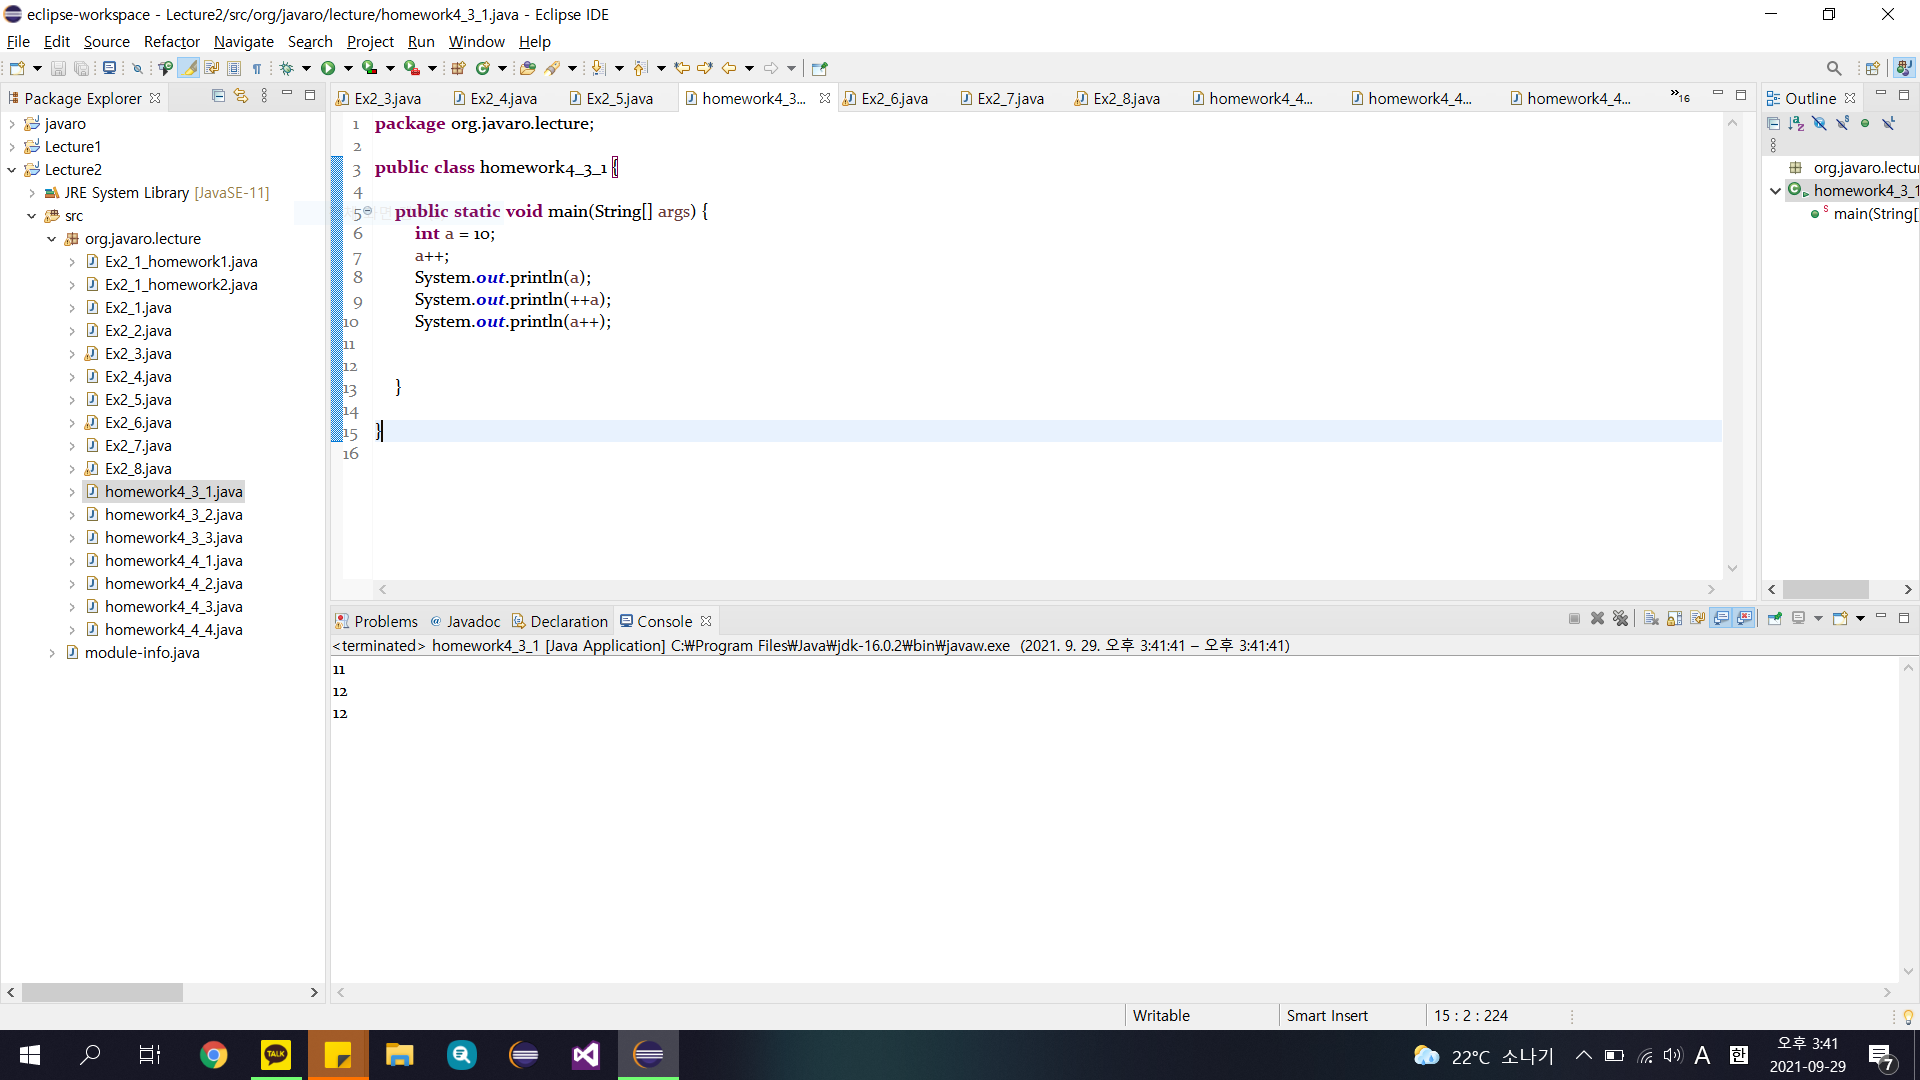 eclipse-workspace - Lecture2/src/org/javaro/lecture/homework4_3_1.java - Eclipse IDE
File Edit Source Refactor Navigate Search Project Run Window Help
Package Explorer
javaro
Lecture1
Lecture2
JRE System Library [JavaSE-11]
src
org.javaro.lecture
Ex2_1_homework1.java
Ex2_1_homework2.java
Ex2_1.java
Ex2_2.java
Ex2_3.java
Ex2_4.java
Ex2_5.java
Ex2_6.java
Ex2_7.java
Ex2_8.java
homework4_3_1.java
homework4_3_2.java
homework4_3_3.java
homework4_4_1.java
homework4_4_2.java
homework4_4_3.java
homework4_4_4.java
module-info.java
Ex2_3.java Ex2_4.java Ex2_5.java homework4_3... Ex2_6.java Ex2_7.java Ex2_8.java homework4_4... homework4_4... homework4_4... »16
1 package org.javaro.lecture;
2
3 public class homework4_3_1 {
4
5 public static void main(String[] args) {
6 int a = 10;
7 a++;
8 System.out.println(a);
9 System.out.println(++a);
10 System.out.println(a++);
11
12
13 }
14
15 }
16
Outline
org.javaro.lectu
homework4_3_1
main(String[]
Problems @ Javadoc Declaration Console
<terminated> homework4_3_1 [Java Application] C:₩Program Files₩Java₩jdk-16.0.2₩bin₩javaw.exe (2021. 9. 29. 오후 3:41:41 – 오후 3:41:41)
11
12
12
Writable Smart Insert 15 : 2 : 224
TALK
22°C 소나기 A 한 오후 3:41
2021-09-29 7